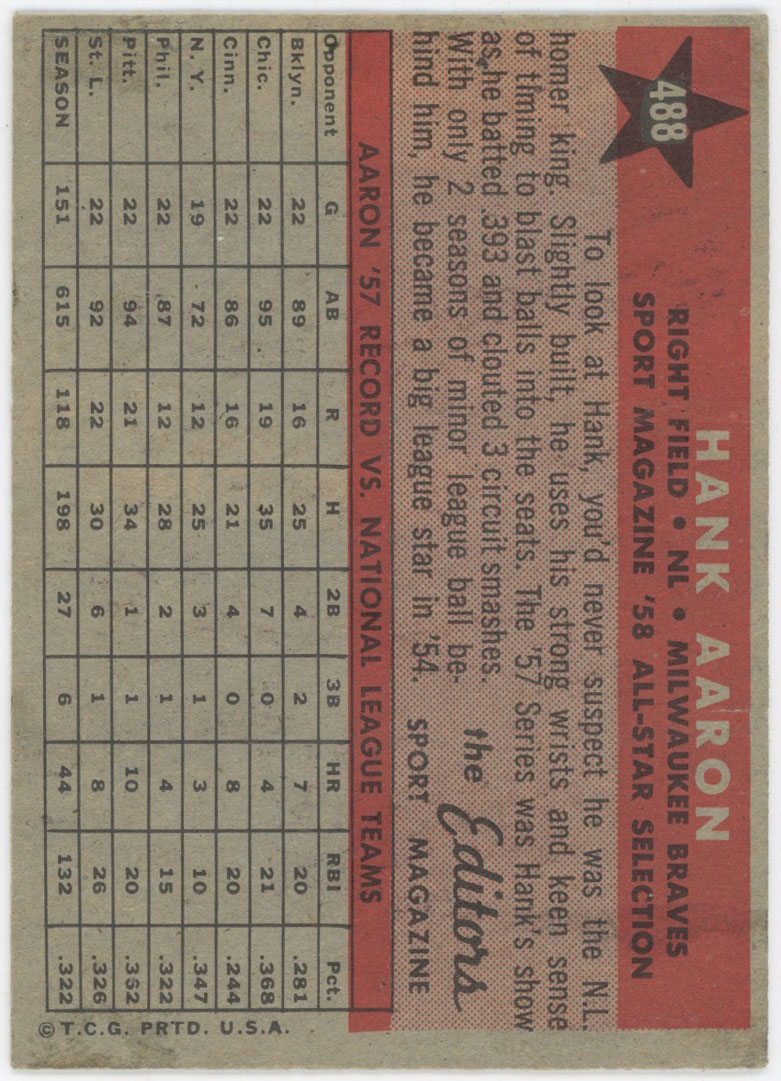 488
HANK AARON
RIGHT FIELD • NL • MILWAUKEE BRAVES
SPORT MAGAZINE '58 ALL-STAR SELECTION
To look at Hank, you'd never suspect he was the N.L.
homer king. Slightly built, he uses his strong wrists and keen sense
of timing to blast balls into the seats. The '57 Series was Hank's show
as he batted .393 and clouted 3 circuit smashes.
With only 2 seasons of minor league ball be-
hind him, he became a big league star in '54.
the Editors
SPORT MAGAZINE
AARON '57 RECORD VS. NATIONAL LEAGUE TEAMS
Opponent G AB R H 2B 3B HR RBI Pct.
Bklyn. 22 89 16 25 4 2 7 20 .281
Chic. 22 95 19 35 7 0 4 21 .368
Cinn. 22 86 16 21 4 0 8 20 .244
N. Y. 19 72 12 25 3 1 3 10 .347
Phil. 22 87 12 28 2 1 4 15 .322
Pitt. 22 94 21 34 1 1 10 20 .352
St. L. 22 92 22 30 6 1 8 26 .326
SEASON 151 615 118 198 27 6 44 132 .322
© T.C.G. PRTD. U.S.A.